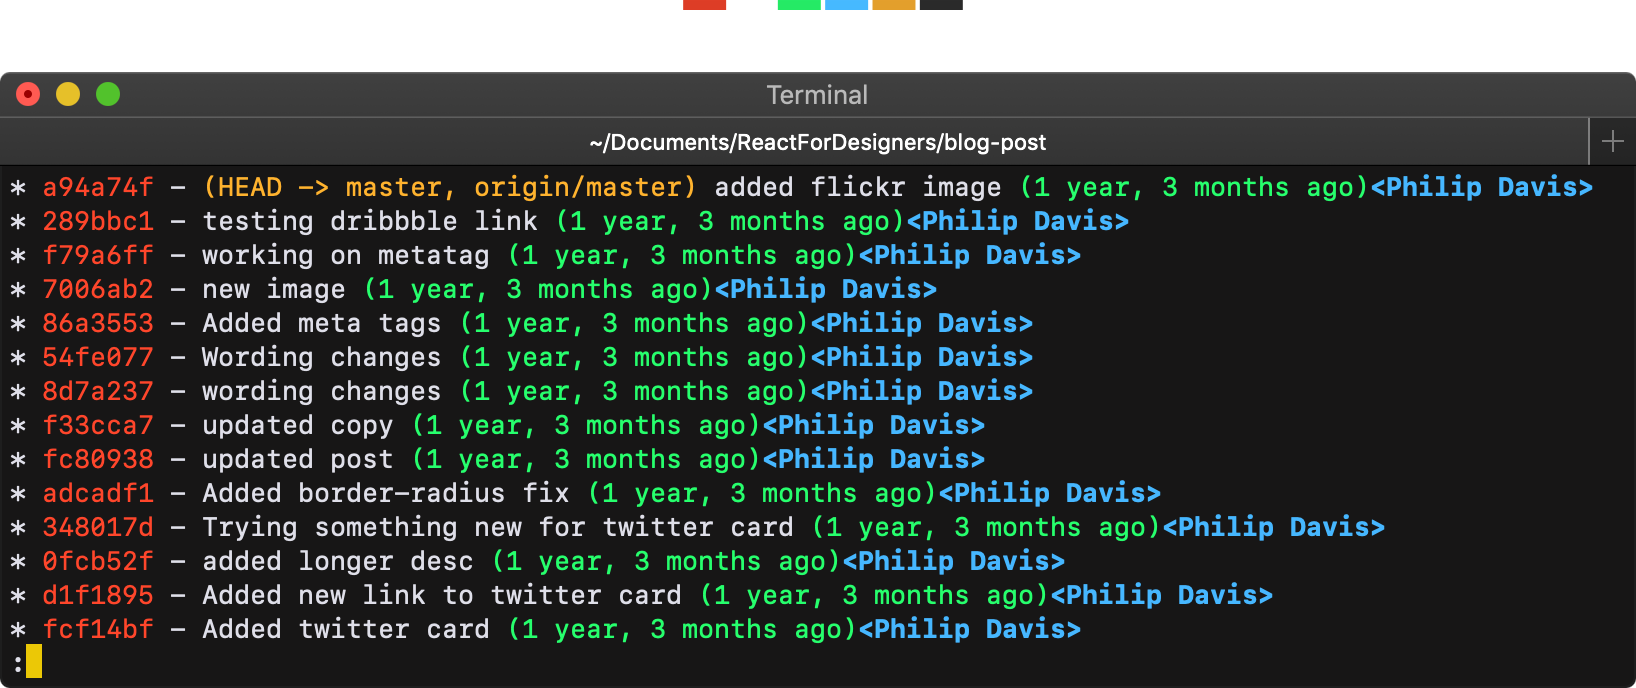 Terminal
~/Documents/ReactForDesigners/blog-post
* a94a74f - (HEAD -> master, origin/master) added flickr image (1 year, 3 months ago)<Philip Davis>
* 289bbc1 - testing dribbble link (1 year, 3 months ago)<Philip Davis>
* f79a6ff - working on metatag (1 year, 3 months ago)<Philip Davis>
* 7006ab2 - new image (1 year, 3 months ago)<Philip Davis>
* 86a3553 - Added meta tags (1 year, 3 months ago)<Philip Davis>
* 54fe077 - Wording changes (1 year, 3 months ago)<Philip Davis>
* 8d7a237 - wording changes (1 year, 3 months ago)<Philip Davis>
* f33cca7 - updated copy (1 year, 3 months ago)<Philip Davis>
* fc80938 - updated post (1 year, 3 months ago)<Philip Davis>
* adcadf1 - Added border-radius fix (1 year, 3 months ago)<Philip Davis>
* 348017d - Trying something new for twitter card (1 year, 3 months ago)<Philip Davis>
* 0fcb52f - added longer desc (1 year, 3 months ago)<Philip Davis>
* d1f1895 - Added new link to twitter card (1 year, 3 months ago)<Philip Davis>
* fcf14bf - Added twitter card (1 year, 3 months ago)<Philip Davis>
: